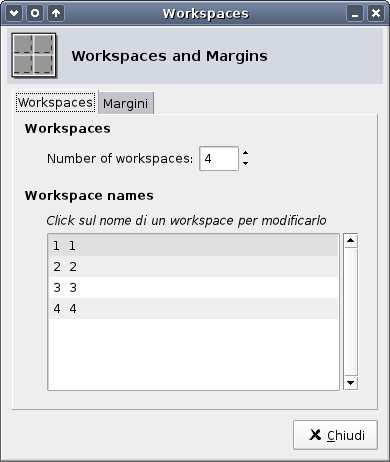 Workspaces
Workspaces and Margins
Workspaces Margini
Workspaces
Number of workspaces: 4
Workspace names
Click sul nome di un workspace per modificarlo
1 1
2 2
3 3
4 4
Chiudi